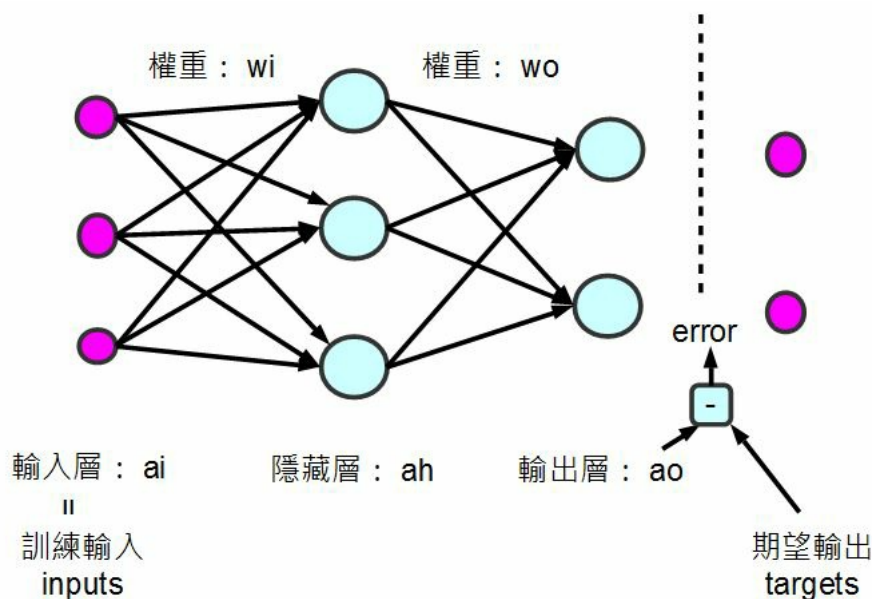 權重： wi
權重： wo
error
-
輸入層： ai
隱藏層： ah
輸出層： ao
=
訓練輸入
inputs
期望輸出
targets